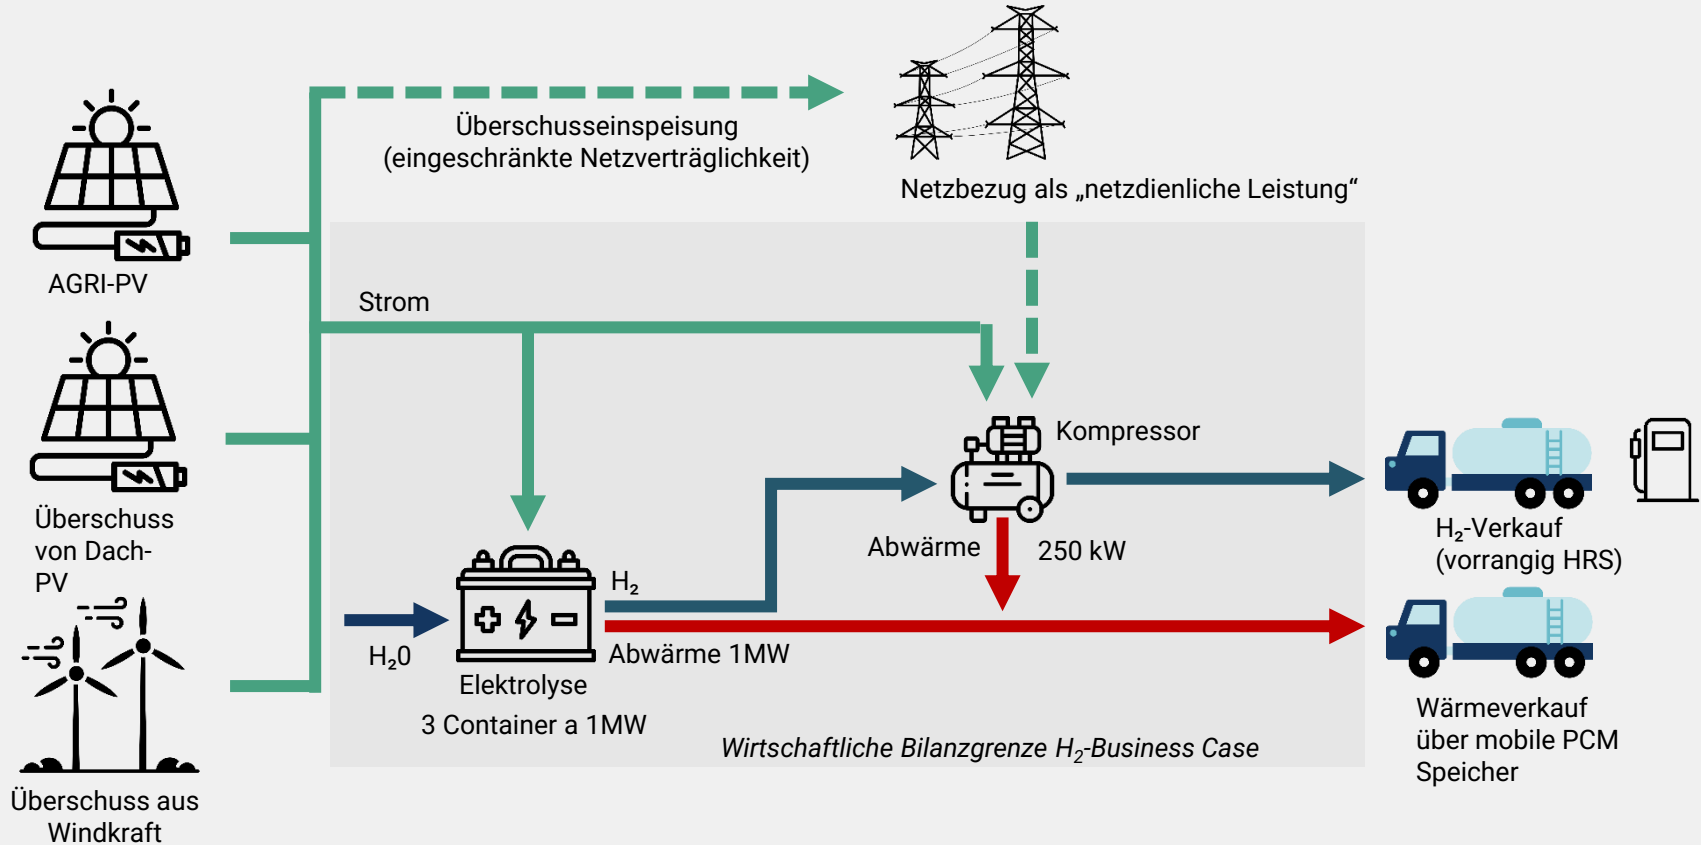 Überschusseinspisung
(eingeschränkte Netzverträglichkeit)
Netzbezug als „netzdienliche Leistung“
AGRI-PV
Strom
Kompressor
Überschuss
von Dach-
PV
H₂-Verkauf
(vorrangig HRS)
Abwärme
250 kW
H₂
H₂0
Abwärme 1MW
Elektrolyse
3 Container a 1MW
Wirtschaftliche Bilanzgrenze H₂-Business Case
Wärmeverkauf
über mobile PCM
Speicher
Überschuss aus
Windkraft